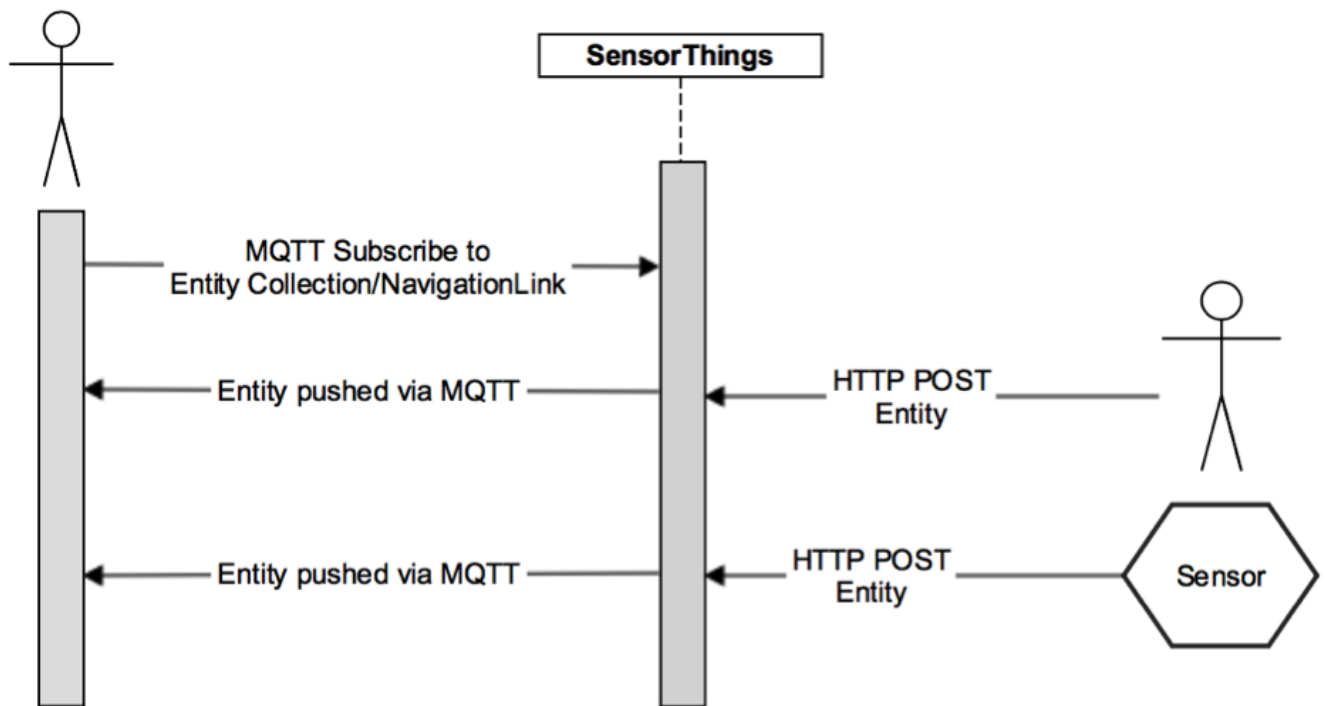 SensorThings
MQTT Subscribe to
Entity Collection/NavigationLink
Entity pushed via MQTT
HTTP POST
Entity
Entity pushed via MQTT
HTTP POST
Entity
Sensor